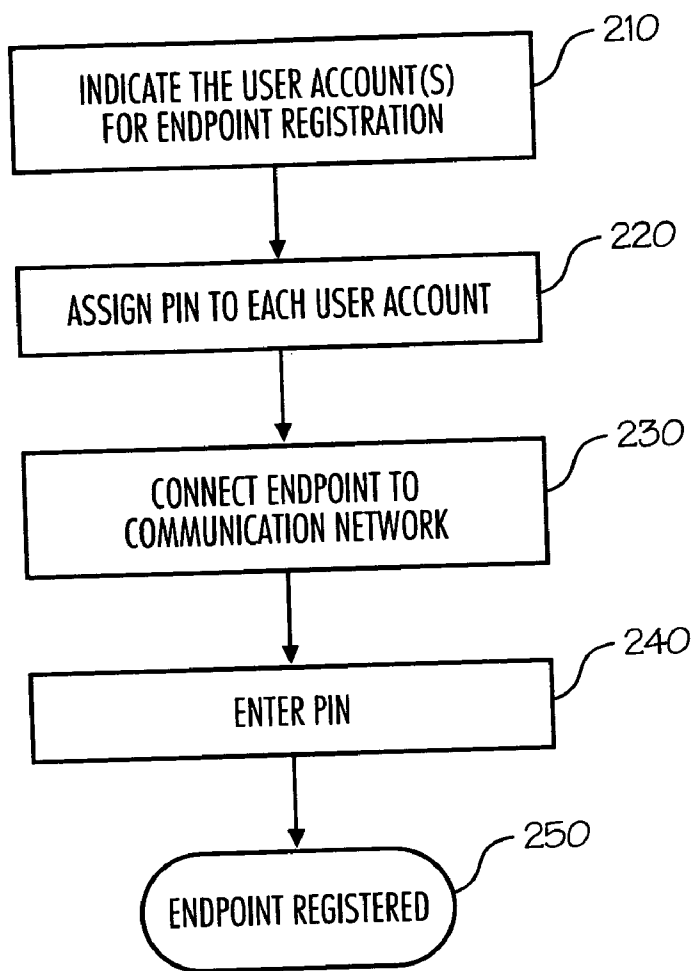 210
INDICATE THE USER ACCOUNT(S)
FOR ENDPOINT REGISTRATION
220
ASSIGN PIN TO EACH USER ACCOUNT
230
CONNECT ENDPOINT TO
COMMUNICATION NETWORK
240
ENTER PIN
250
ENDPOINT REGISTERED